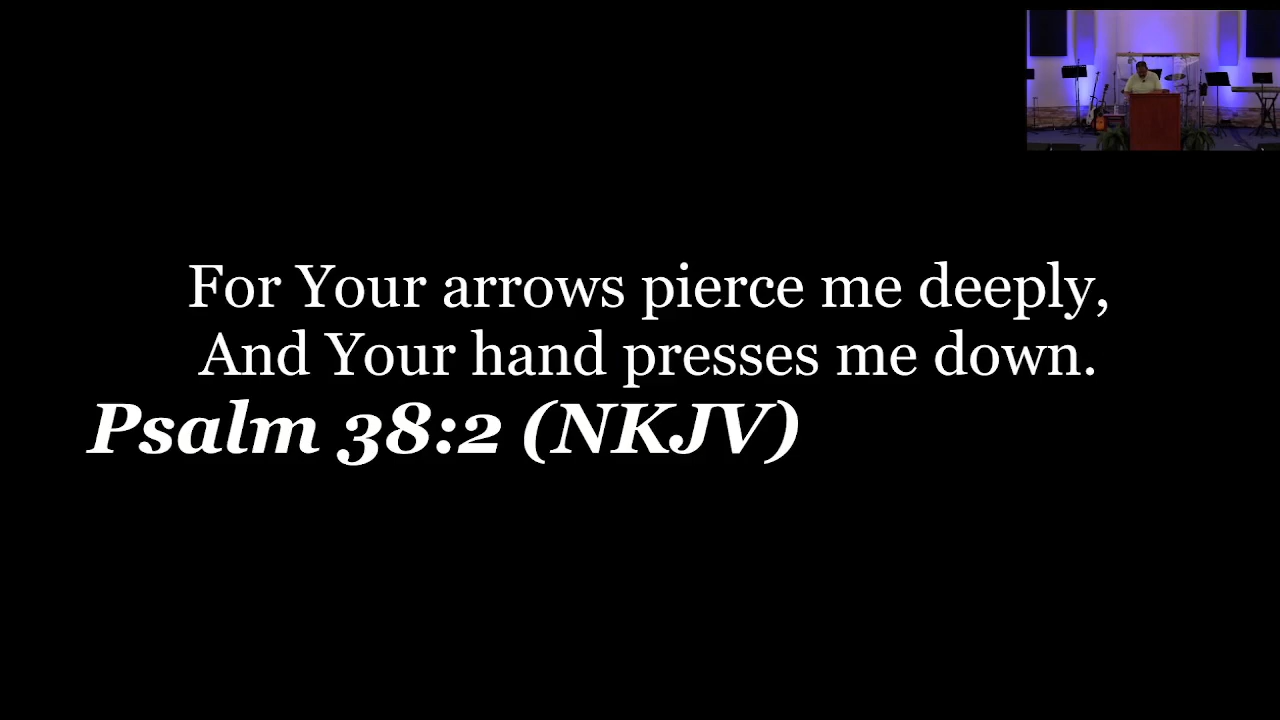 For Your arrows pierce me deeply,
And Your hand presses me down.
Psalm 38:2 (NKJV)